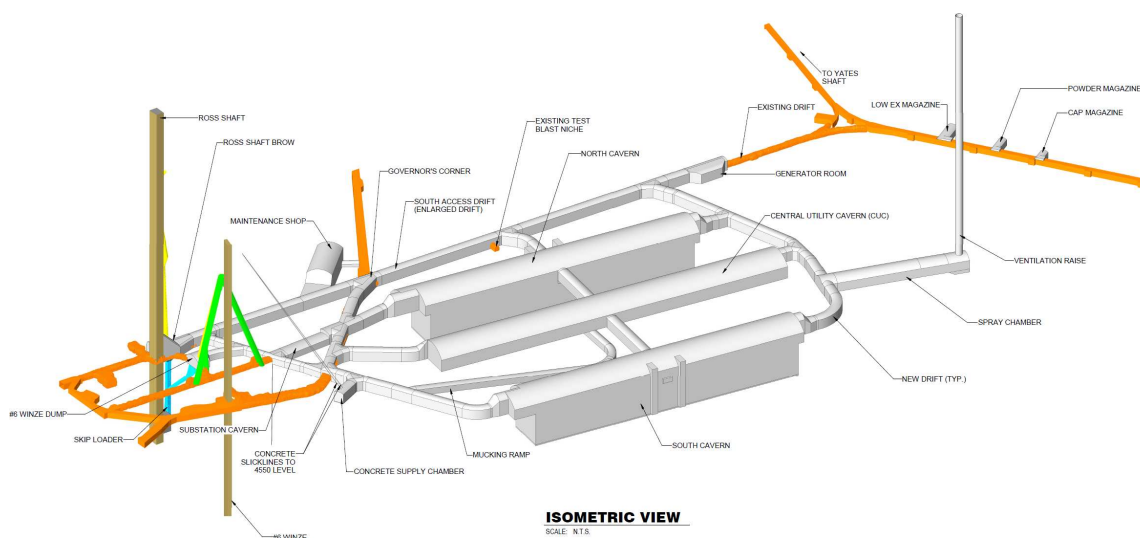 TO YATES
SHAFT
POWDER MAGAZINE
LOW EX MAGAZINE
EXISTING DRIFT
CAP MAGAZINE
ROSS SHAFT
EXISTING TEST
BLAST NICHE
ROSS SHAFT BROW
NORTH CAVERN
GOVERNOR'S CORNER
GENERATOR ROOM
SOUTH ACCESS DRIFT
(ENLARGED DRIFT)
MAINTENANCE SHOP
CENTRAL UTILITY CAVERN (CUC)
VENTILATION RAISE
SPRAY CHAMBER
NEW DRIFT (TYP.)
#6 WINZE DUMP
SUBSTATION CAVERN
SKIP LOADER
SOUTH CAVERN
CONCRETE
SLICKLINES TO
4550 LEVEL
MUCKING RAMP
CONCRETE SUPPLY CHAMBER
ISOMETRIC VIEW
SCALE: N.T.S.
#6 WINZE